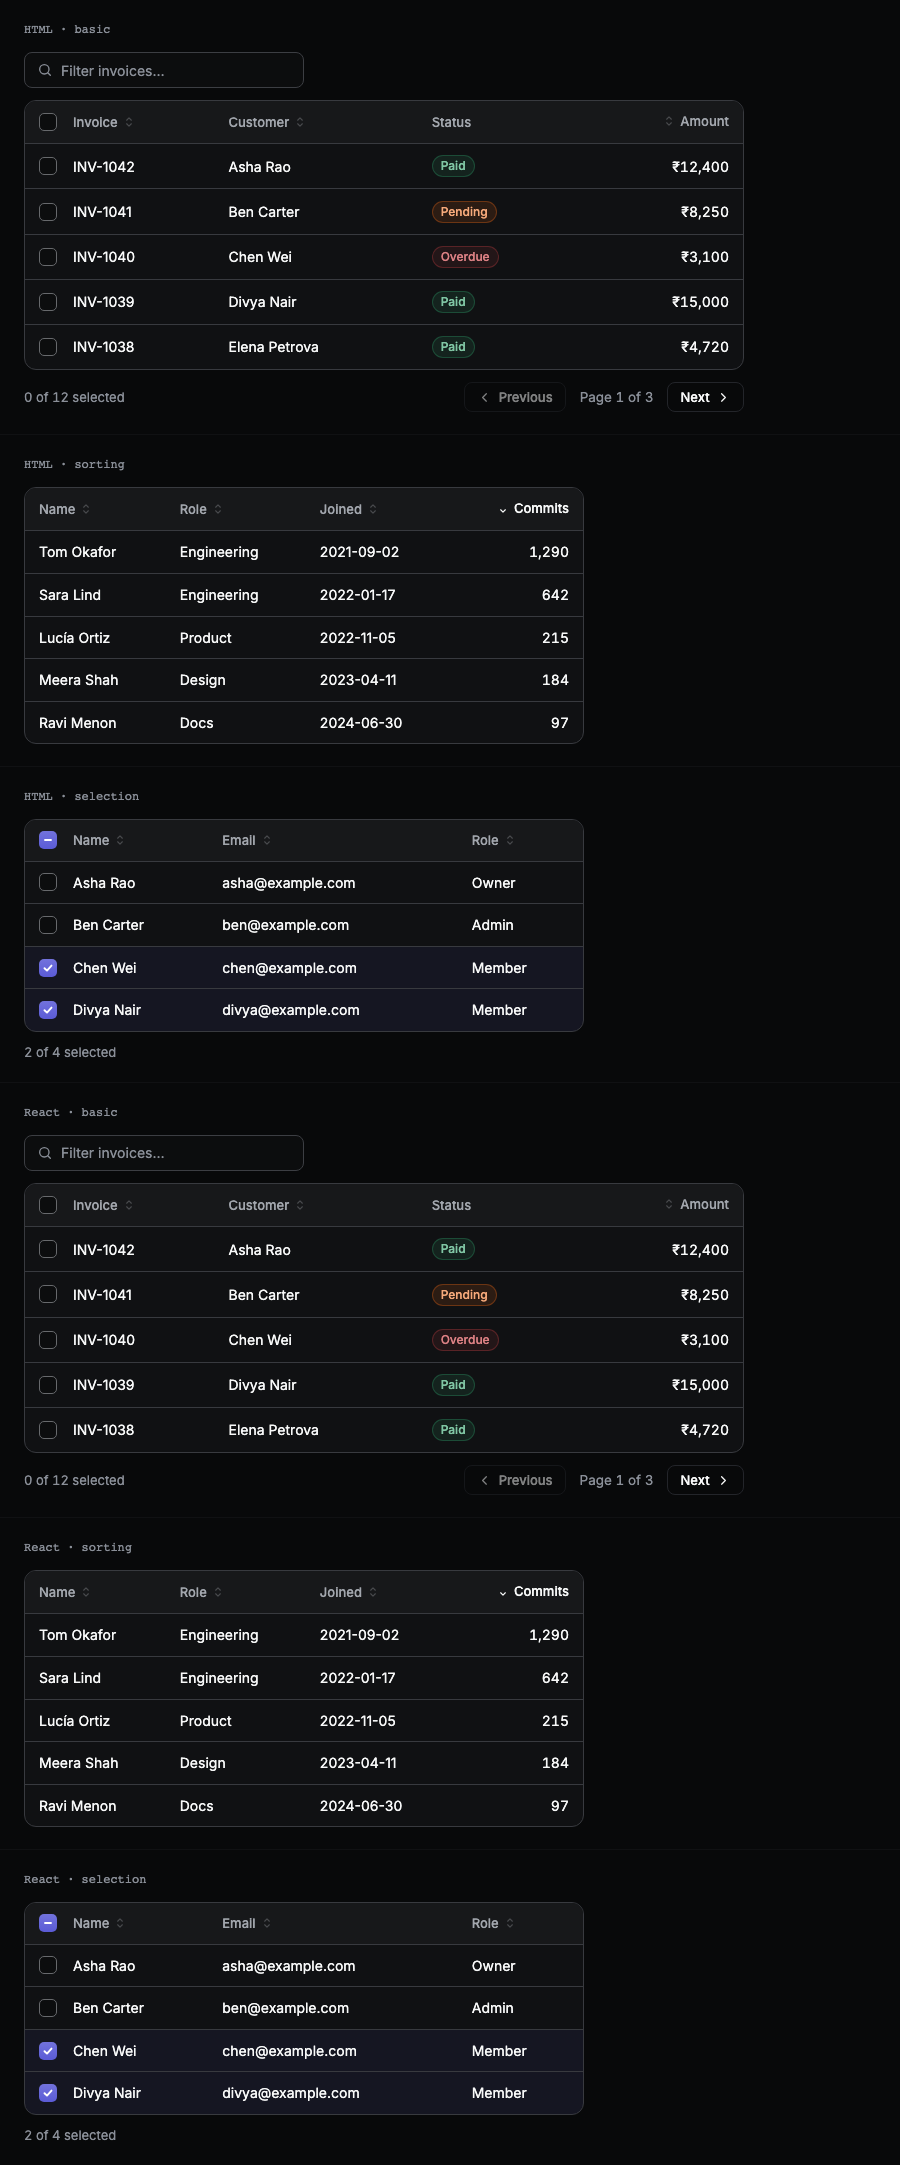 HTML • basic
Filter invoices...
Invoice Customer Status Amount
INV-1042 Asha Rao Paid ₹12,400
INV-1041 Ben Carter Pending ₹8,250
INV-1040 Chen Wei Overdue ₹3,100
INV-1039 Divya Nair Paid ₹15,000
INV-1038 Elena Petrova Paid ₹4,720
0 of 12 selected Previous Page 1 of 3 Next
HTML • sorting
Name Role Joined Commits
Tom Okafor Engineering 2021-09-02 1,290
Sara Lind Engineering 2022-01-17 642
Lucía Ortiz Product 2022-11-05 215
Meera Shah Design 2023-04-11 184
Ravi Menon Docs 2024-06-30 97
HTML • selection
Name Email Role
Asha Rao asha@example.com Owner
Ben Carter ben@example.com Admin
Chen Wei chen@example.com Member
Divya Nair divya@example.com Member
2 of 4 selected
React • basic
Filter invoices...
Invoice Customer Status Amount
INV-1042 Asha Rao Paid ₹12,400
INV-1041 Ben Carter Pending ₹8,250
INV-1040 Chen Wei Overdue ₹3,100
INV-1039 Divya Nair Paid ₹15,000
INV-1038 Elena Petrova Paid ₹4,720
0 of 12 selected Previous Page 1 of 3 Next
React • sorting
Name Role Joined Commits
Tom Okafor Engineering 2021-09-02 1,290
Sara Lind Engineering 2022-01-17 642
Lucía Ortiz Product 2022-11-05 215
Meera Shah Design 2023-04-11 184
Ravi Menon Docs 2024-06-30 97
React • selection
Name Email Role
Asha Rao asha@example.com Owner
Ben Carter ben@example.com Admin
Chen Wei chen@example.com Member
Divya Nair divya@example.com Member
2 of 4 selected